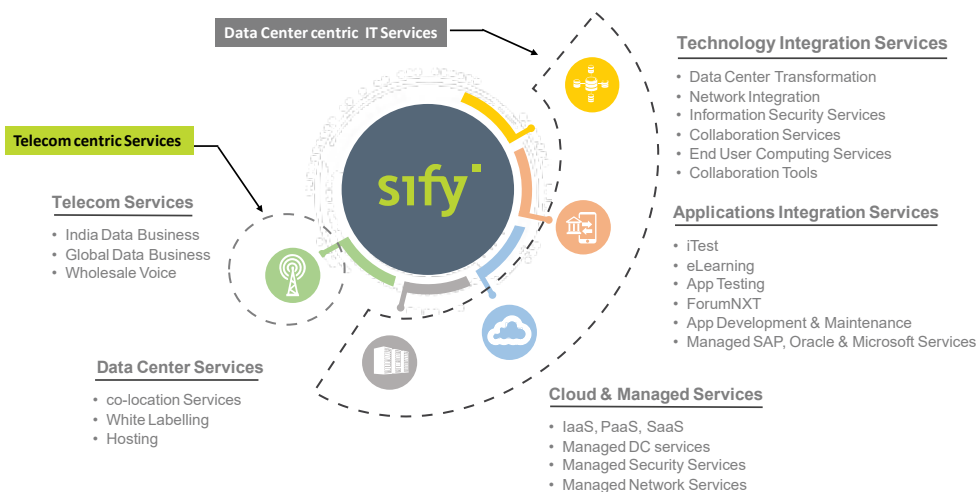 Data Center centric IT Services
Telecom centric Services
sify
Technology Integration Services
• Data Center Transformation
• Network Integration
• Information Security Services
• Collaboration Services
• End User Computing Services
• Collaboration Tools
Telecom Services
• India Data Business
• Global Data Business
• Wholesale Voice
Applications Integration Services
• iTest
• eLearning
• App Testing
• ForumNXT
• App Development & Maintenance
• Managed SAP, Oracle & Microsoft Services
Data Center Services
• co-location Services
• White Labelling
• Hosting
Cloud & Managed Services
• IaaS, PaaS, SaaS
• Managed DC services
• Managed Security Services
• Managed Network Services